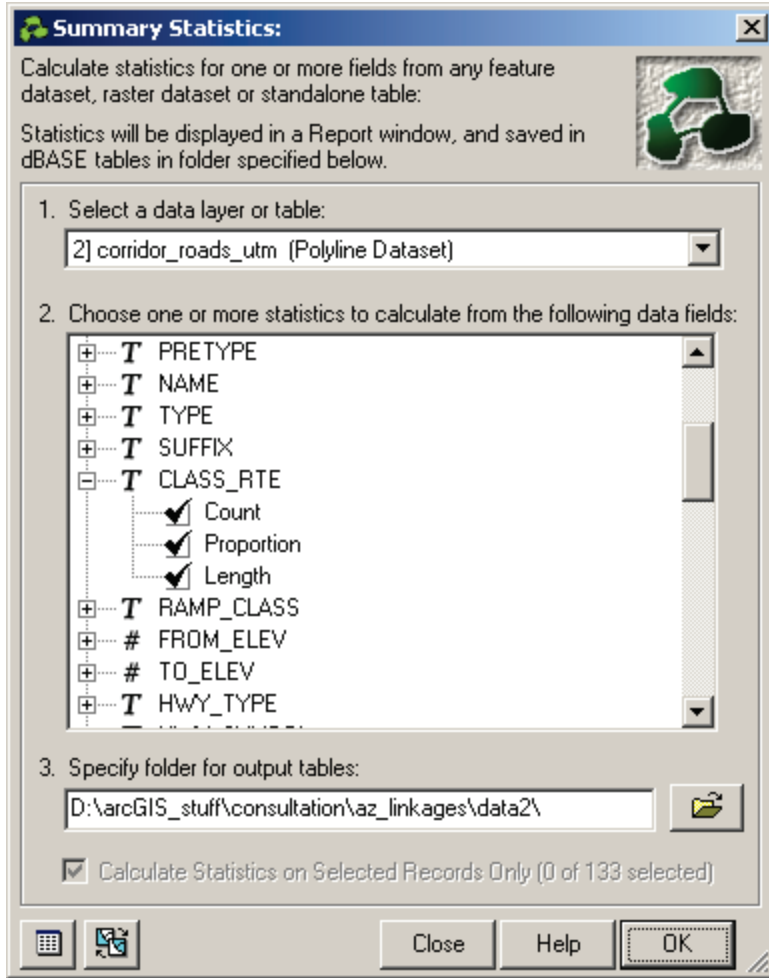 Summary Statistics:
Calculate statistics for one or more fields from any feature
dataset, raster dataset or standalone table:
Statistics will be displayed in a Report window, and saved in
dBASE tables in folder specified below.
1. Select a data layer or table:
2] corridor_roads_utm (Polyline Dataset)
2. Choose one or more statistics to calculate from the following data fields:
T PRETYPE
T NAME
T TYPE
T SUFFIX
T CLASS_RTE
Count
Proportion
Length
T RAMP_CLASS
# FROM_ELEV
# TO_ELEV
T HWY_TYPE
3. Specify folder for output tables:
D:\arcGIS_stuff\consultation\az_linkages\data2\
Calculate Statistics on Selected Records Only (0 of 133 selected)
Close Help OK